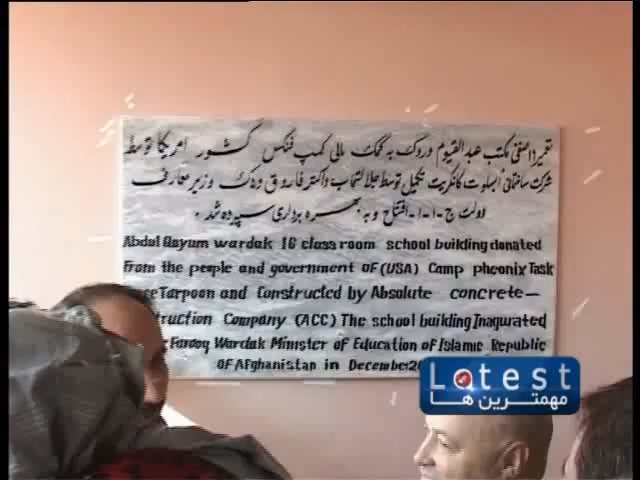 تعمیر ۱۶ صنفی مکتب عبدالقیوم وردک به کمک مالی کمپ فنکس کشور امریکا توسط
شرکت ساختمانی ابسلوت کانکریت تکمیل توسط جلالتمآب داکتر فاروق وردک وزیر معارف
دولت ج-ا-ا- افتتاح و به بهره برداری سپرده شد.
Abdul Qayum wardak 16 class room school building donated
From the people and government OF (USA) Camp pheonix Task
Tarpoon and Constructed by Absolute concrete—
Company (ACC) The school building Inagurated
Farooq Wardak Minister of Education of Islamic Republic
OF Afghanistan in December
Latest
مهمترین ها